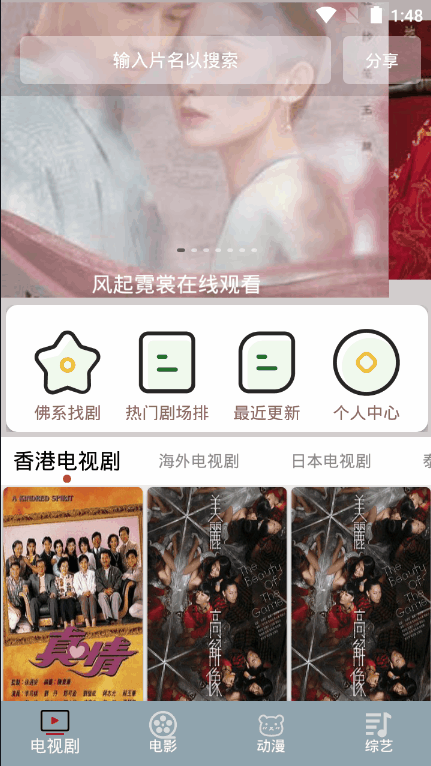 1:48
输入片名以搜索
分享
风起霓裳在线观看
佛系找剧
热门剧场排
最近更新
个人中心
香港电视剧
海外电视剧
日本电视剧
A KINDRED SPIRIT
真情
美麗高解像
The Beauty
Of The
Game
美麗高解像
The Beauty
Of The
Game
电视剧
电影
动漫
综艺